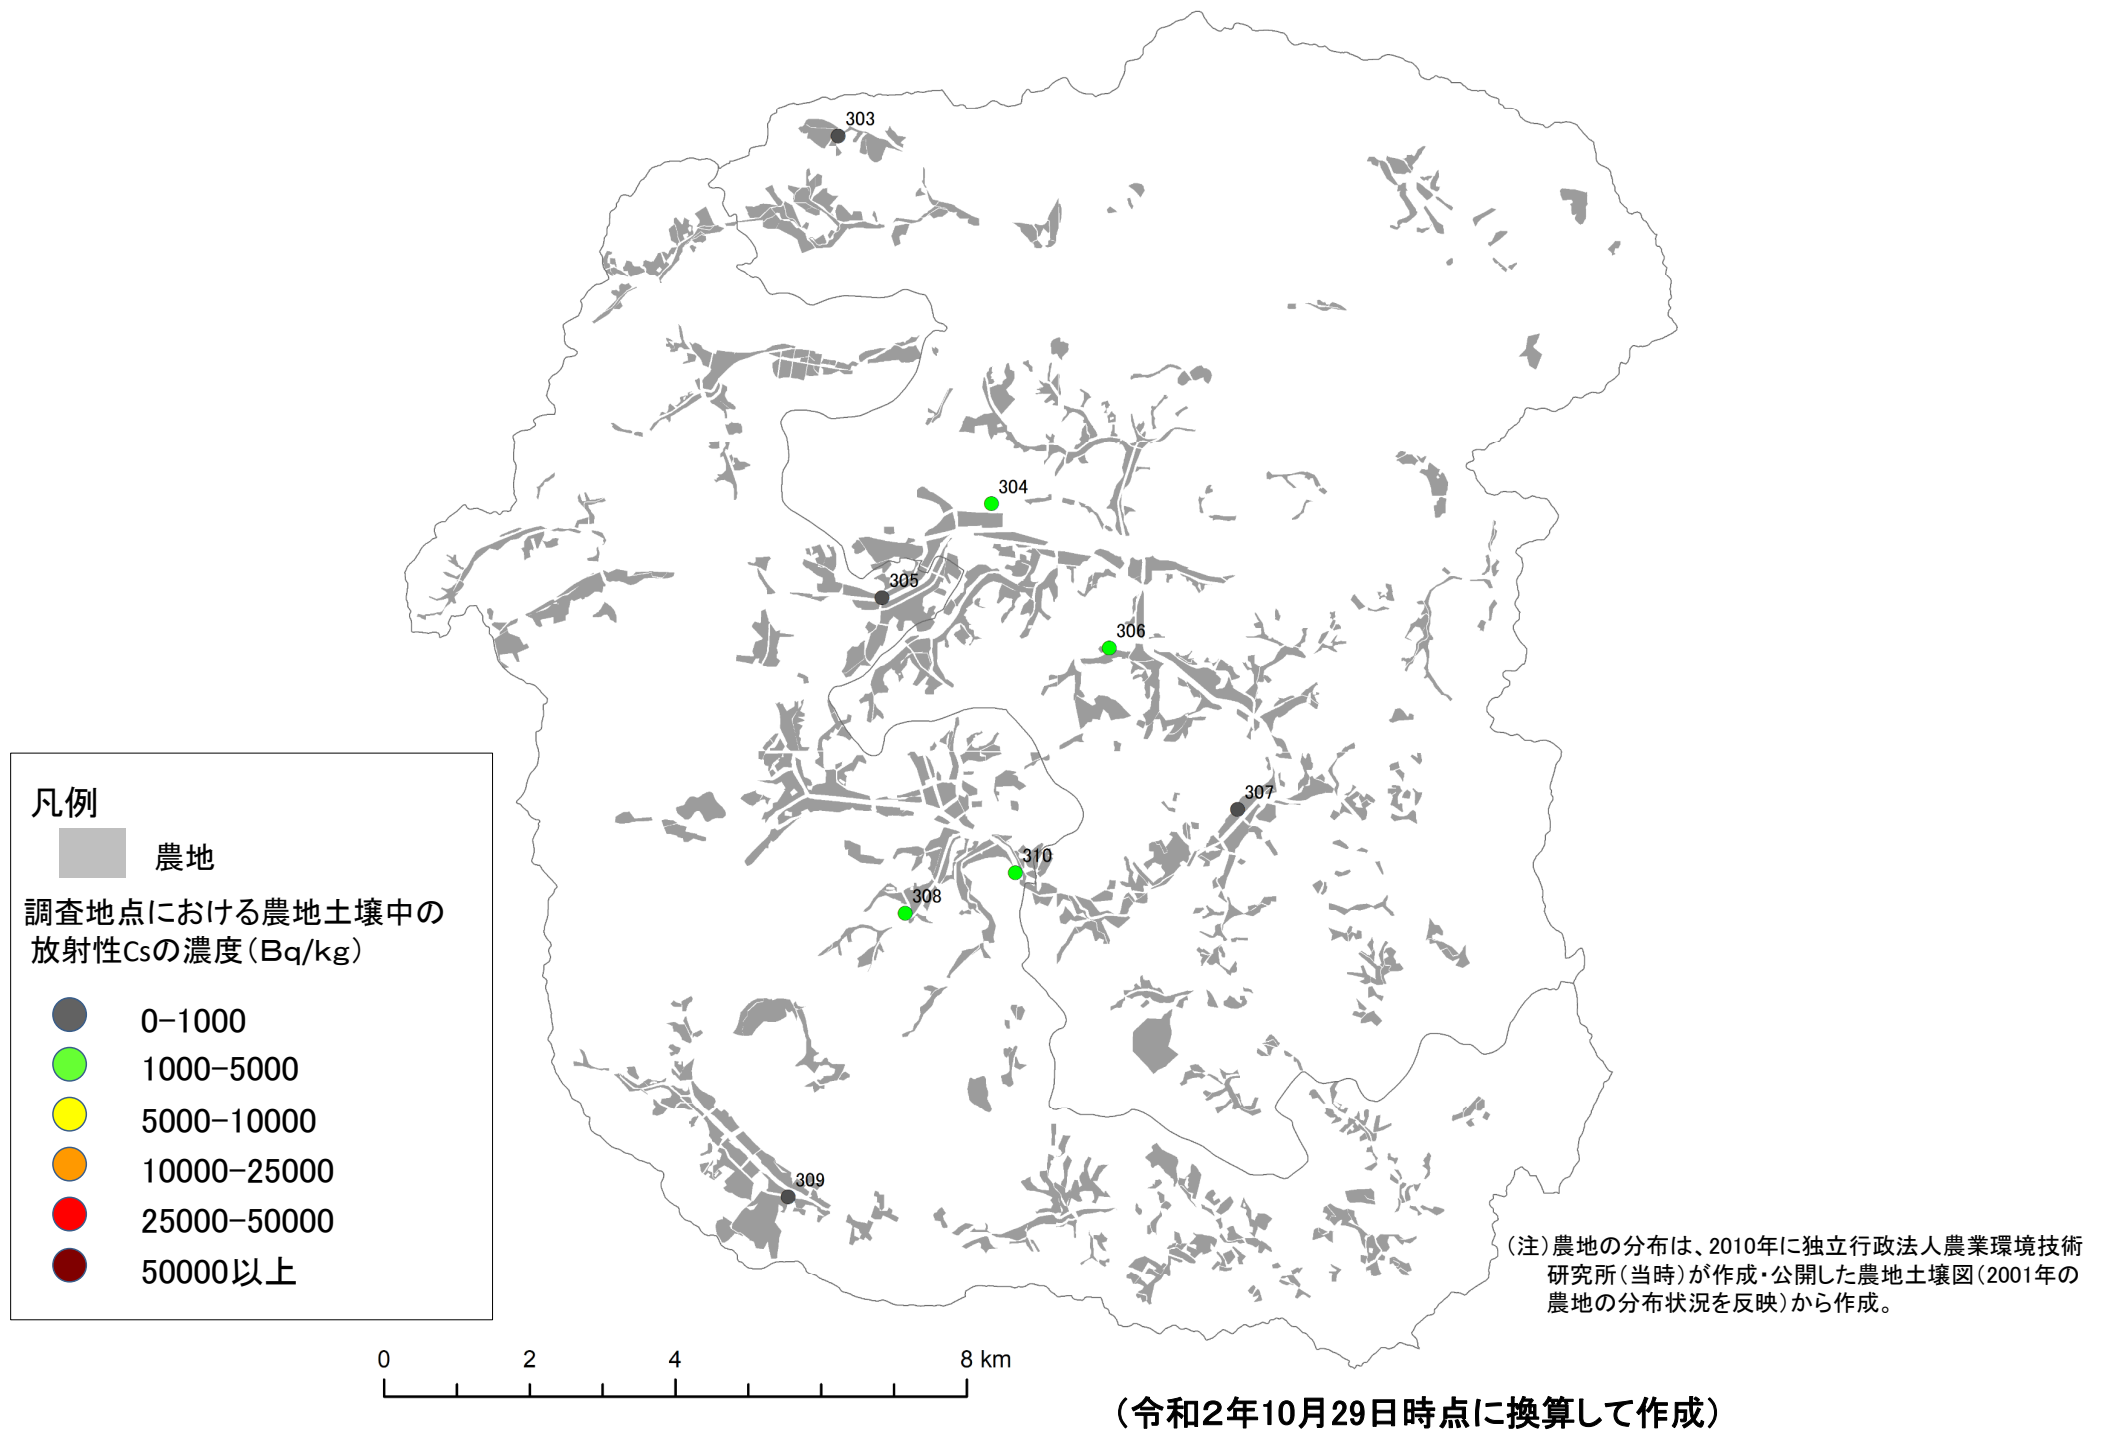 303
304
305
306
307
310
308
309
凡例
農地
調査地点における農地土壌中の
放射性Csの濃度(Bq/kg)
0-1000
1000-5000
5000-10000
10000-25000
25000-50000
50000以上
(注)農地の分布は、2010年に独立行政法人農業環境技術
研究所(当時)が作成・公開した農地土壌図(2001年の
農地の分布状況を反映)から作成。
0 2 4 8 km
(令和2年10月29日時点に換算して作成)